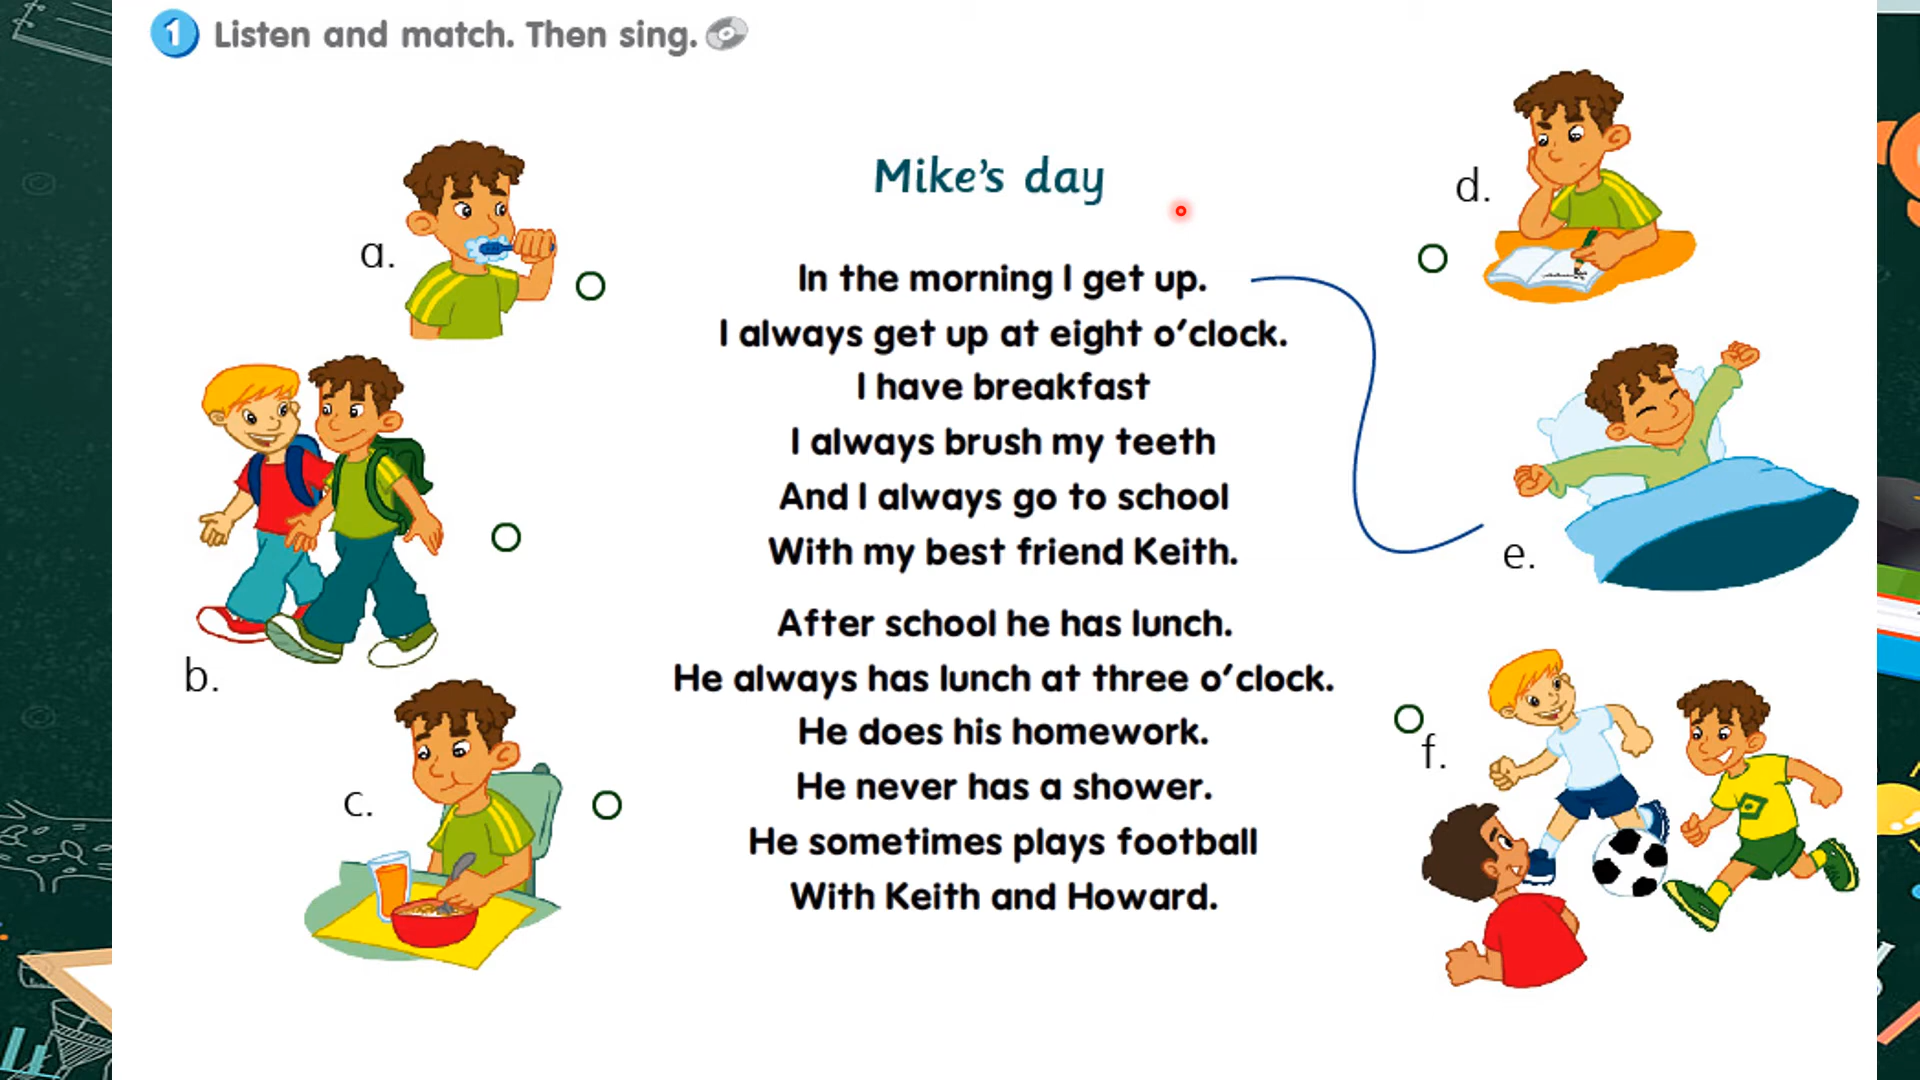 1 Listen and match. Then sing.
Mike's day
In the morning I get up.
I always get up at eight o'clock.
I have breakfast
I always brush my teeth
And I always go to school
With my best friend Keith.
After school he has lunch.
He always has lunch at three o'clock.
He does his homework.
He never has a shower.
He sometimes plays football
With Keith and Howard.
a.
b.
c.
d.
e.
f.